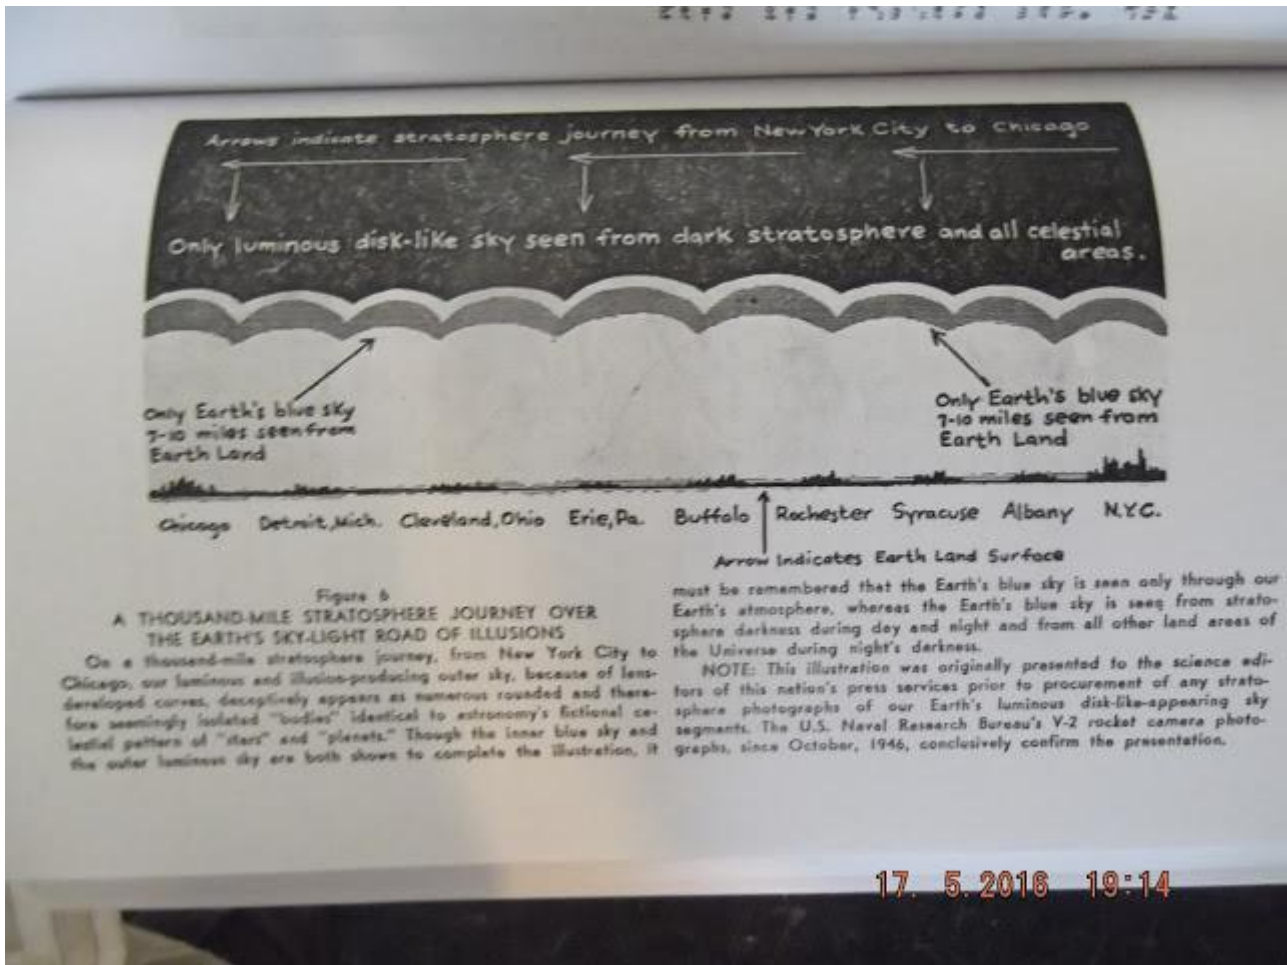 Arrows indicate stratosphere journey from New York City to Chicago
Only luminous disk-like sky seen from dark stratosphere and all celestial
areas.
Only Earth's blue sky
7-10 miles seen from
Earth Land
Only Earth's blue sky
7-10 miles seen from
Earth Land
Chicago Detroit, Mich. Cleveland, Ohio Erie, Pa. Buffalo Rochester Syracuse Albany N.Y.C.
Arrow Indicates Earth Land Surface
Figure 6
A THOUSAND-MILE STRATOSPHERE JOURNEY OVER
THE EARTH'S SKY-LIGHT ROAD OF ILLUSIONS
On a thousand-mile stratosphere journey, from New York City to
Chicago, our luminous and illusion-producing outer sky, because of lens-
developed curves, deceptively appears as numerous rounded and there-
fore seemingly isolated "bodies" identical to astronomy's fictional ce-
lestial pattern of "stars" and "planets." Though the inner blue sky and
the outer luminous sky are both shown to complete the illustration, it
must be remembered that the Earth's blue sky is seen only through our
Earth's atmosphere, whereas the Earth's blue sky is seen from strato-
sphere darkness during day and night and from all other land areas of
the Universe during night's darkness.
NOTE: This illustration was originally presented to the science edi-
tors of this nation's press services prior to procurement of any strato-
sphere photographs of our Earth's luminous disk-like-appearing sky
segments. The U.S. Naval Research Bureau's V-2 rocket camera photo-
graphs, since October, 1946, conclusively confirm the presentation.
17. 5.2016 19:14